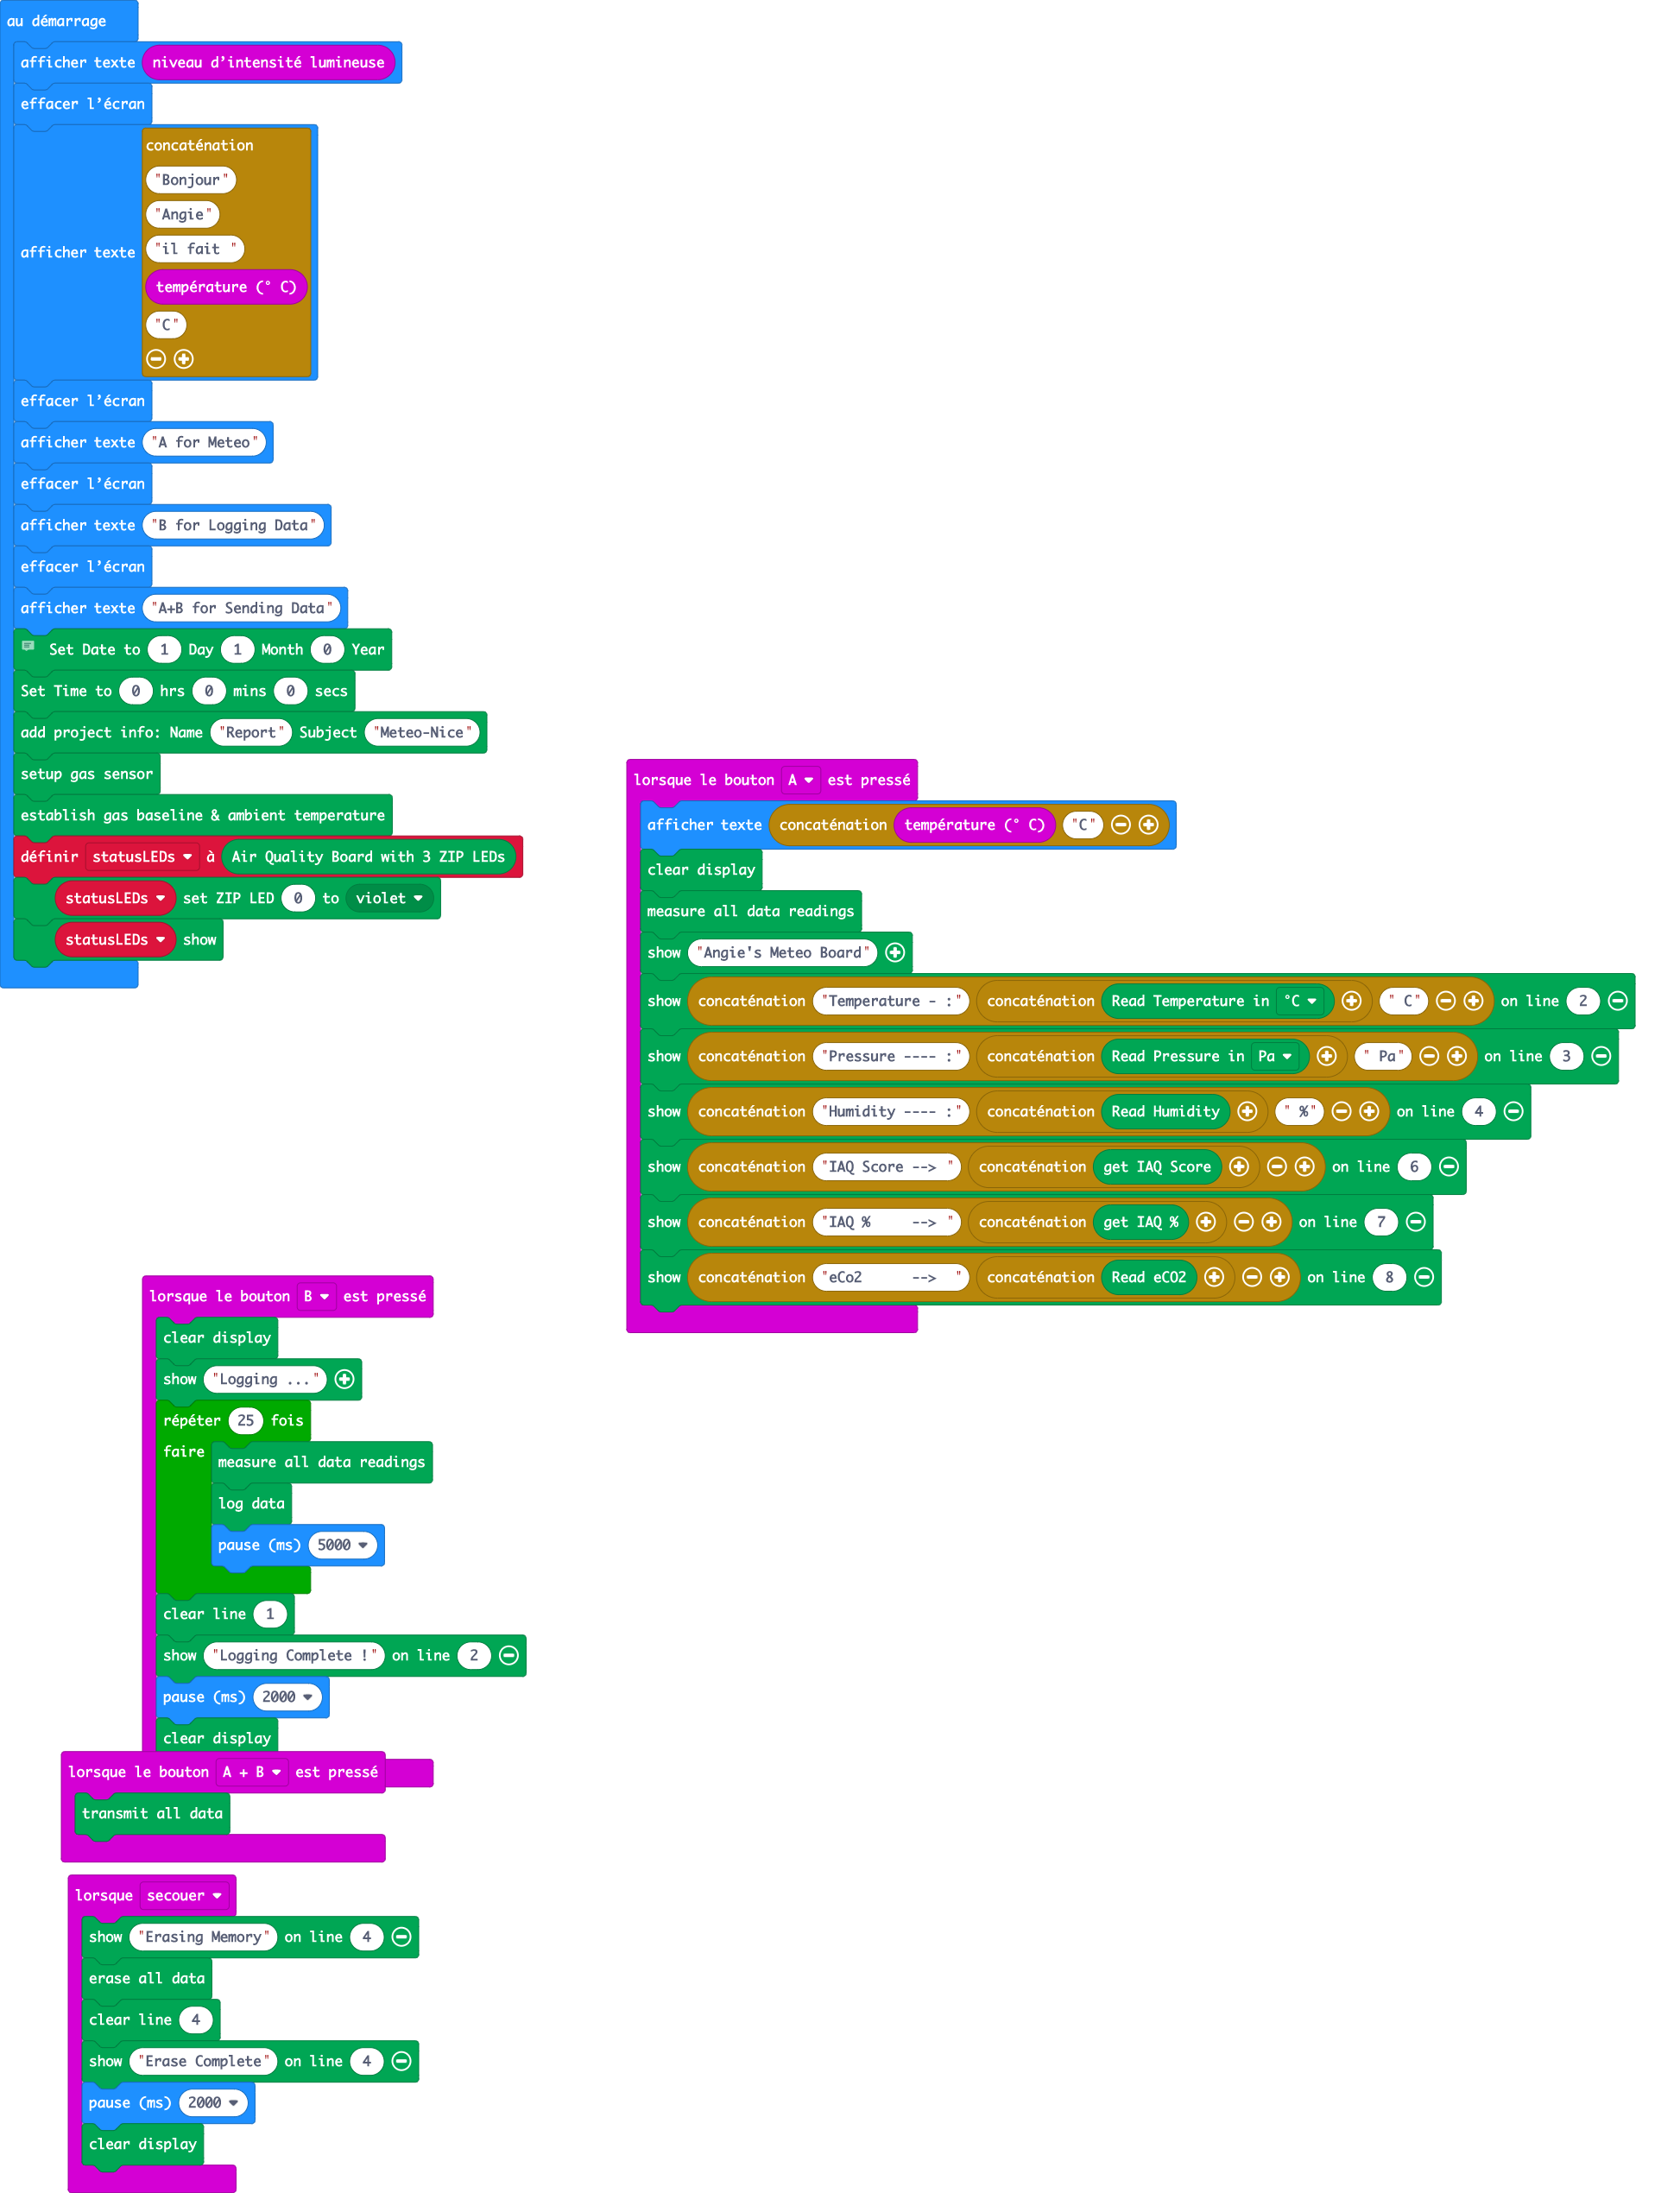 au démarrage
afficher texte niveau d’intensité lumineuse
effacer l’écran
afficher texte
concaténation
"Bonjour"
"Angie"
"il fait "
température (° C)
"C"
effacer l’écran
afficher texte "A for Meteo"
effacer l’écran
afficher texte "B for Logging Data"
effacer l’écran
afficher texte "A+B for Sending Data"
Set Date to 1 Day 1 Month 0 Year
Set Time to 0 hrs 0 mins 0 secs
add project info: Name "Report" Subject "Meteo-Nice"
setup gas sensor
establish gas baseline & ambient temperature
définir statusLEDs à Air Quality Board with 3 ZIP LEDs
statusLEDs set ZIP LED 0 to violet
statusLEDs show
lorsque le bouton A est pressé
afficher texte concaténation température (° C) "C"
clear display
measure all data readings
show "Angie's Meteo Board"
show concaténation "Temperature - :" concaténation Read Temperature in °C " C" on line 2
show concaténation "Pressure ---- :" concaténation Read Pressure in Pa " Pa" on line 3
show concaténation "Humidity ---- :" concaténation Read Humidity " %" on line 4
show concaténation "IAQ Score --> " concaténation get IAQ Score on line 6
show concaténation "IAQ %     --> " concaténation get IAQ % on line 7
show concaténation "eCo2      -->  " concaténation Read eCO2 on line 8
lorsque le bouton B est pressé
clear display
show "Logging ..."
répéter 25 fois
faire
measure all data readings
log data
pause (ms) 5000
clear line 1
show "Logging Complete !" on line 2
pause (ms) 2000
clear display
lorsque le bouton A + B est pressé
transmit all data
lorsque secouer
show "Erasing Memory" on line 4
erase all data
clear line 4
show "Erase Complete" on line 4
pause (ms) 2000
clear display